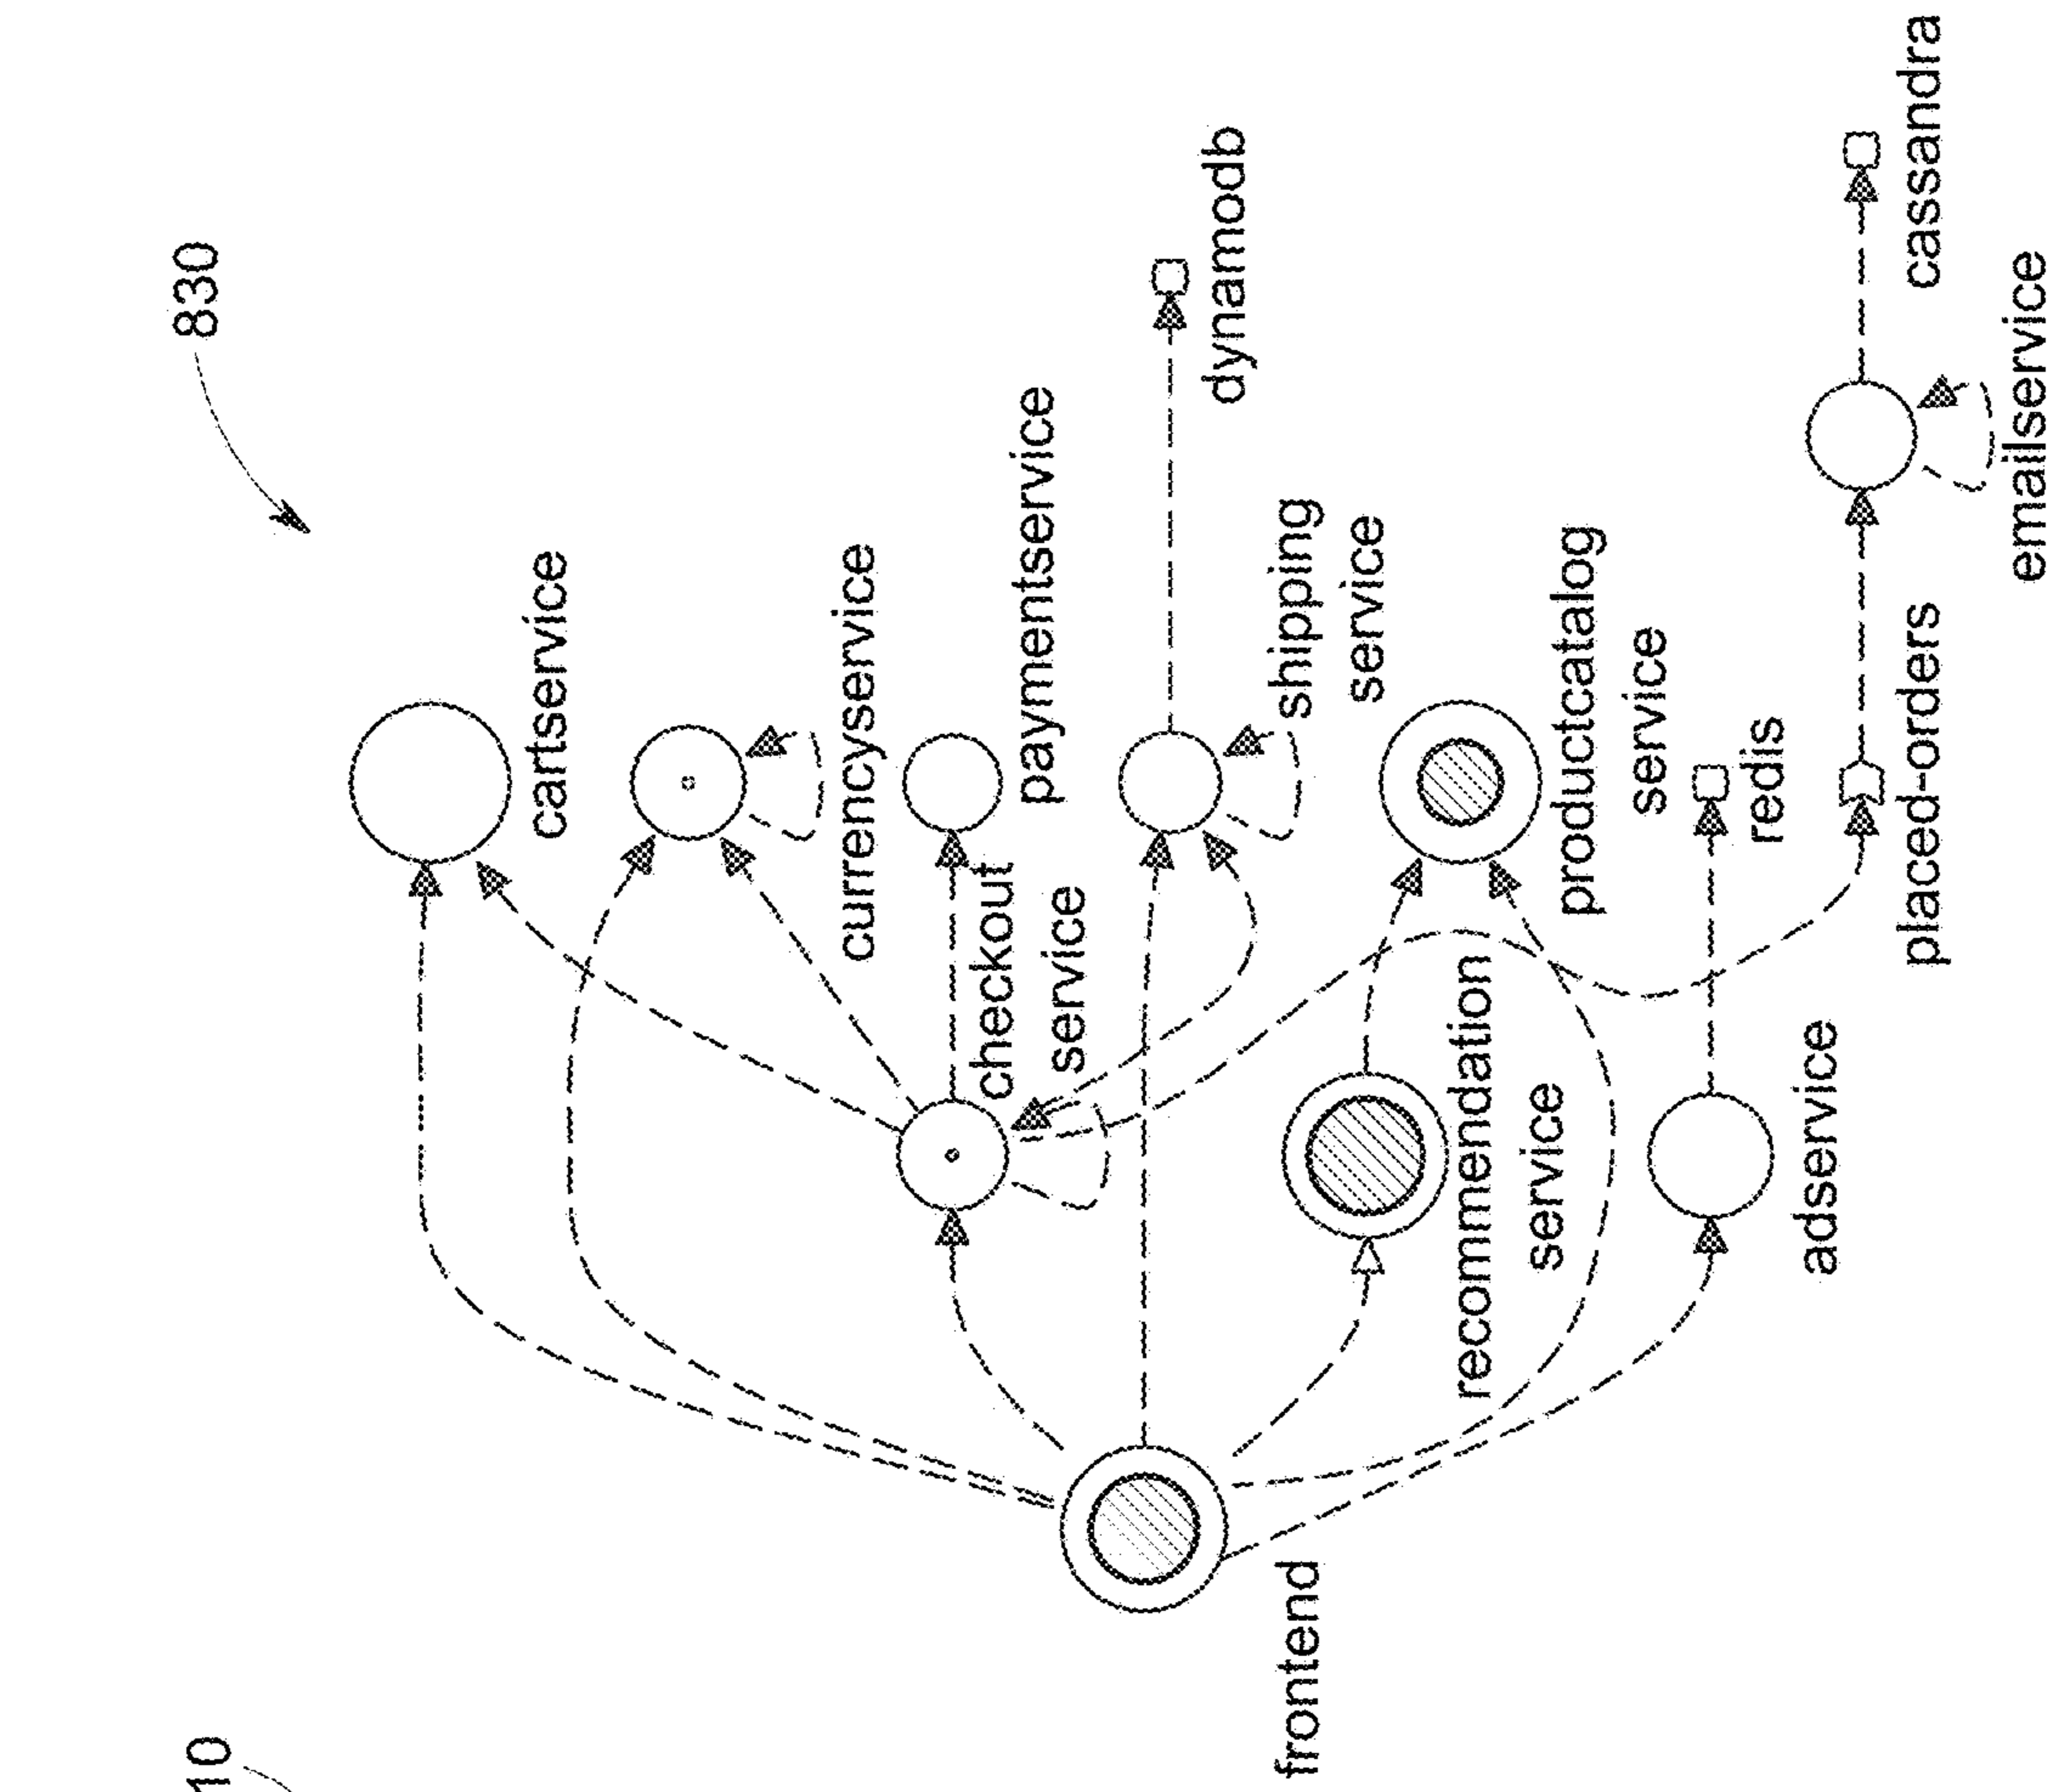 830
10
cartservice
currencyservice
paymentservice
checkout
service
dynamodb
shipping
service
productcatalog
service
recommendation
service
redis
adservice
placed-orders
cassandra
emailservice
frontend